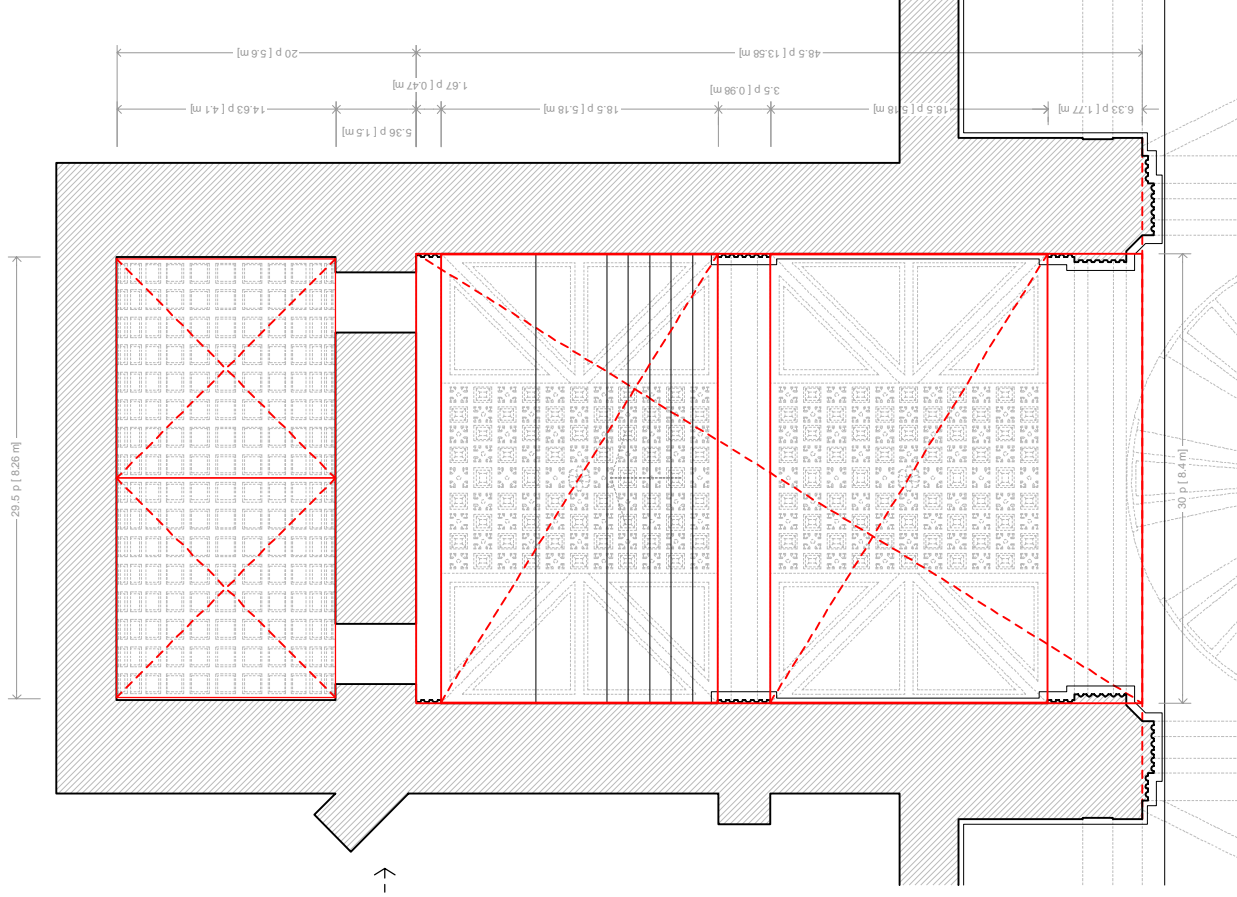 20 p [ 5.6 m]
48.5 p [ 13.58 m]
1.67 p [ 0.47 m]
3.5 p [ 0.98 m]
14.63 p [ 4.1 m]
5.36 p [ 1.5 m]
18.5 p [ 5.18 m]
18.5 p [ 5.18 m]
6.33 p [ 1.77 m]
29.5 p [ 8.26 m]
30 p [ 8.4 m]